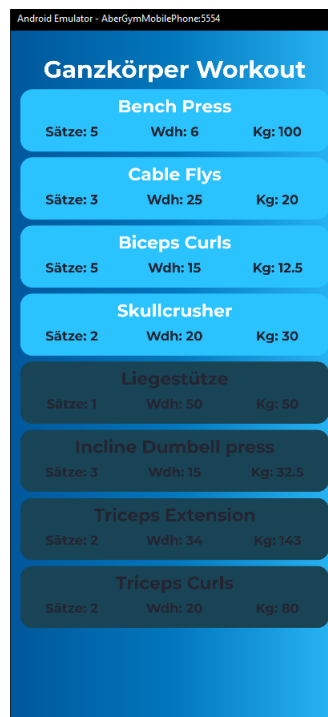 Android Emulator - AberGymMobilePhone:5554
Ganzkörper Workout
Bench Press
Sätze: 5 Wdh: 6 Kg: 100
Cable Flys
Sätze: 3 Wdh: 25 Kg: 20
Biceps Curls
Sätze: 5 Wdh: 15 Kg: 12.5
Skullcrusher
Sätze: 2 Wdh: 20 Kg: 30
Liegestütze
Sätze: 1 Wdh: 50 Kg: 50
Incline Dumbell press
Sätze: 3 Wdh: 15 Kg: 32.5
Triceps Extension
Sätze: 2 Wdh: 34 Kg: 143
Triceps Curls
Sätze: 2 Wdh: 20 Kg: 80